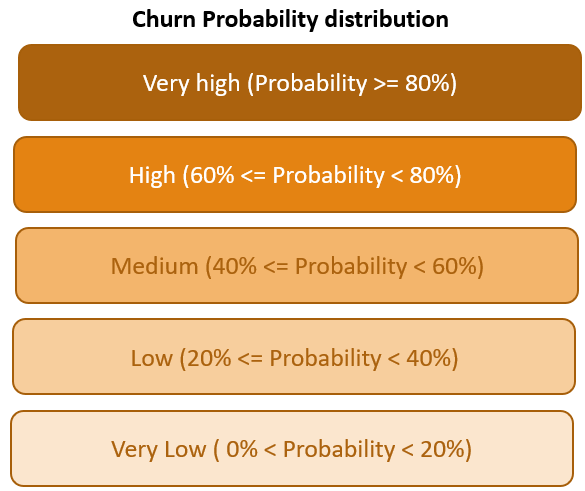 Churn Probability distribution
Very high (Probability >= 80%)
High (60% <= Probability < 80%)
Medium (40% <= Probability < 60%)
Low (20% <= Probability < 40%)
Very Low ( 0% < Probability < 20%)